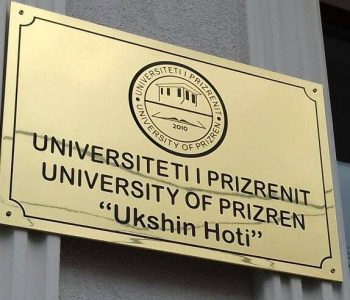 UNIVERSITETI I PRIZRENIT
2010
UNIVERSITY OF PRIZREN
UNIVERSITETI I PRIZRENIT
UNIVERSITY OF PRIZREN
“Ukshin Hoti”